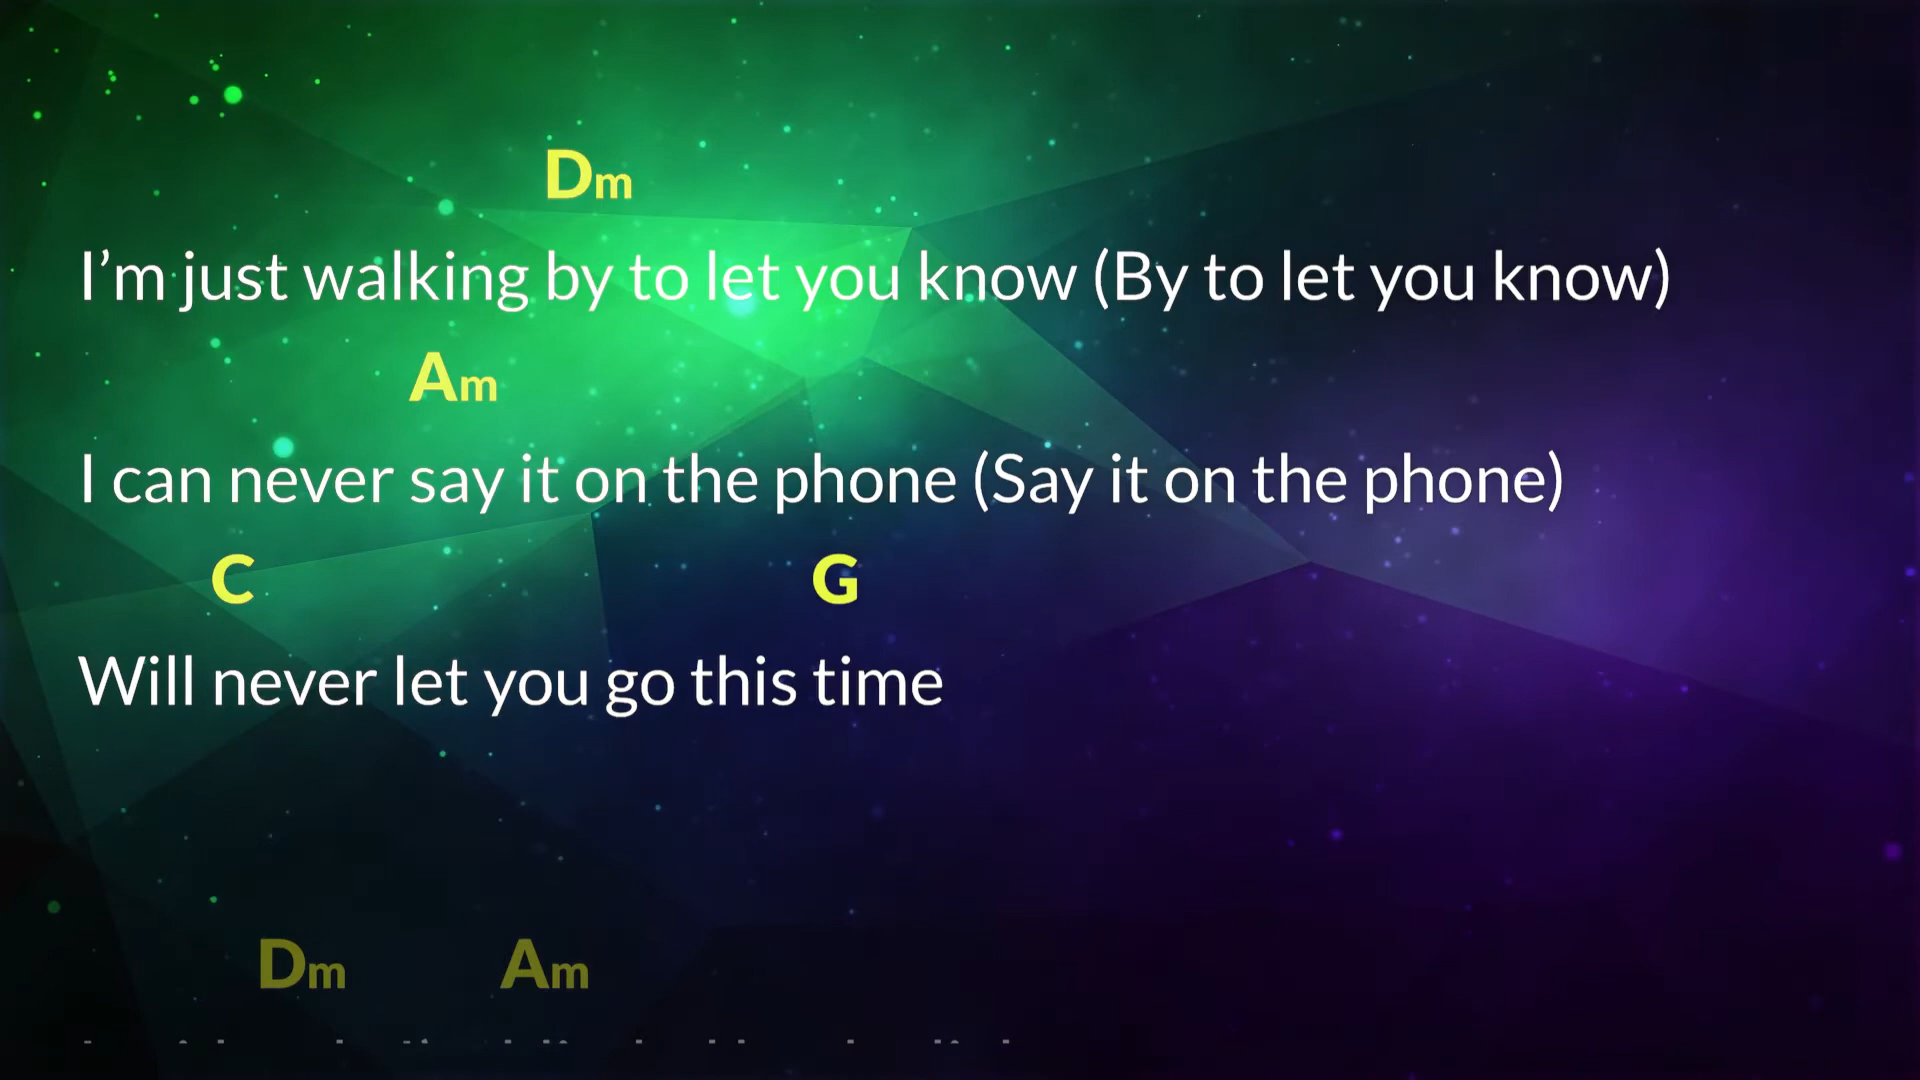 Dm
I’m just walking by to let you know (By to let you know)
Am
I can never say it on the phone (Say it on the phone)
C G
Will never let you go this time
Dm Am